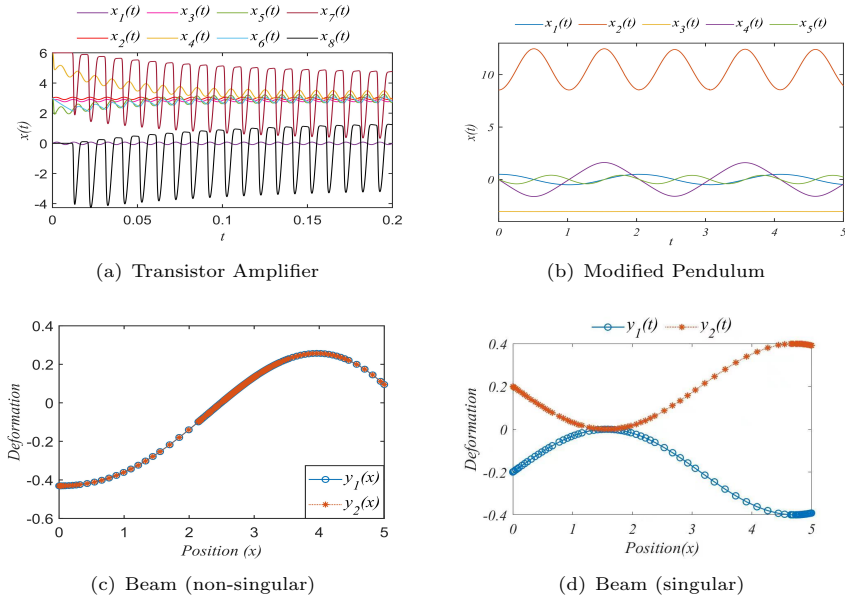 x1(t) x3(t) x5(t) x7(t)
x2(t) x4(t) x6(t) x8(t)
6
4
2
0
-2
-4
x(t)
0 0.05 0.1 0.15 0.2
t
(a) Transistor Amplifier
x1(t) x2(t) x3(t) x4(t) x5(t)
10
5
0
x(t)
0 1 2 3 4 5
t
(b) Modified Pendulum
0.4
0.2
0
-0.2
-0.4
-0.6
Deformation
y1(x)
y2(x)
0 1 2 3 4 5
Position (x)
(c) Beam (non-singular)
y1(t) y2(t)
0.4
0.2
0
-0.2
-0.4
Deformation
0 1 2 3 4 5
Position(x)
(d) Beam (singular)